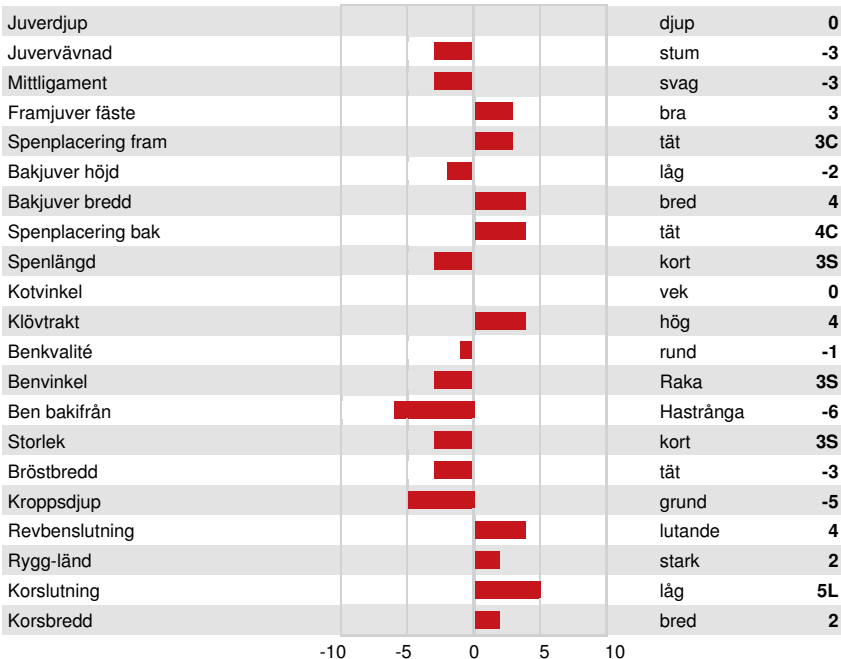 Juverdjup djup 0
Juvervävnad stum -3
Mittligament svag -3
Framjuver fäste bra 3
Spenplacering fram tät 3C
Bakjuver höjd låg -2
Bakjuver bredd bred 4
Spenplacering bak tät 4C
Spenlängd kort 3S
Kotvinkel vek 0
Klövtrakt hög 4
Benkvalité rund -1
Benvinkel Raka 3S
Ben bakifrån Hastrånga -6
Storlek kort 3S
Bröstbredd tät -3
Kroppsdjup grund -5
Revbenslutning lutande 4
Rygg-länd stark 2
Korslutning låg 5L
Korsbredd bred 2
-10 -5 0 5 10